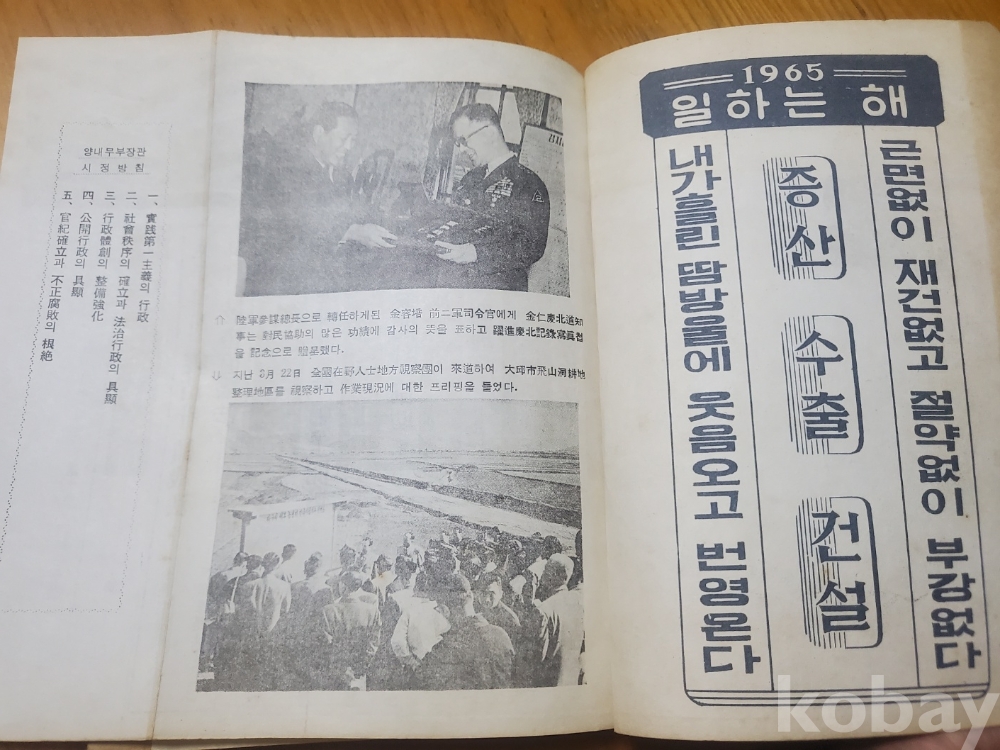 양내무부장관
시정방침
一、實践第一主義의 行政
二、社會秩序의 確立과 法治行政의 具顯
三、行政體制의 整備強化
四、公開行政의 具顯
五、官紀確立과 不正腐敗의 根絶
陸軍參謀總長으로 轉任하게된 金容培 前二軍司令官에게 金仁慶北道知
事는 對民協助의 많은 功績에 감사의 뜻을 표하고 躍進慶北記錄寫眞帖
을 記念으로 贈呈했다.
지난 3月 22日 全國在野人士地方視察團이 來道하여 大邱市飛山洞耕地
整理地區를 視察하고 作業現況에 대한 브리핑을 들었다.
1965
일하는 해
근면없이 재건없고 절약없이 부강없다
증산 수출 건설
내가흘린 땀방울에 웃음오고 번영온다
kobay